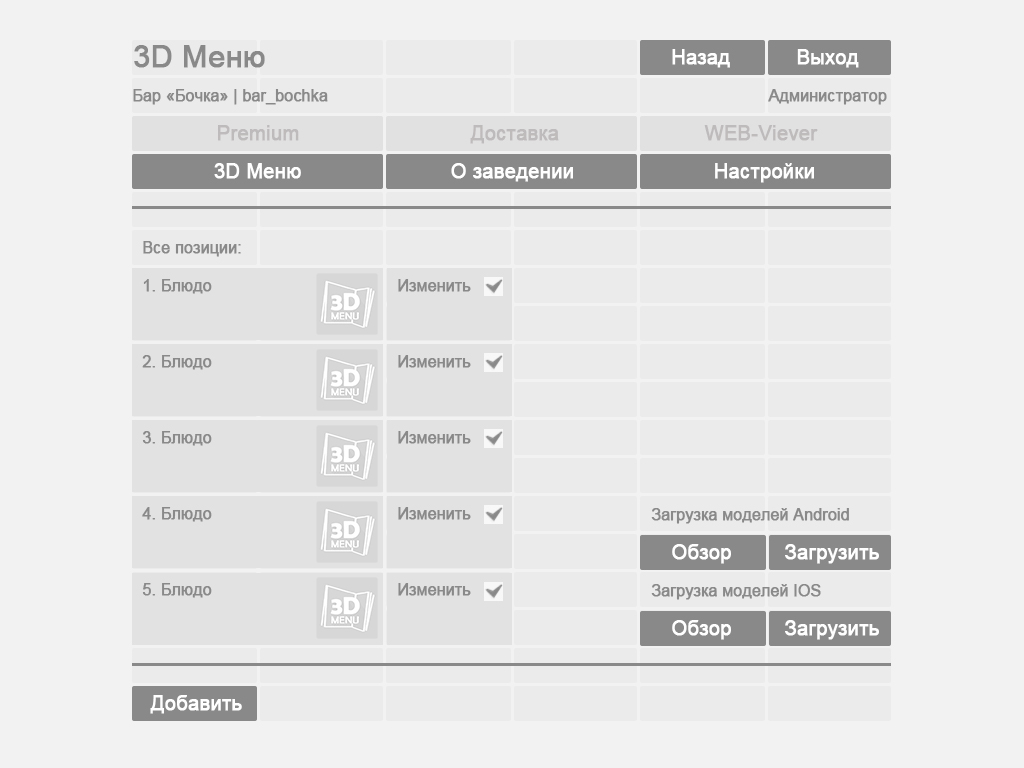 3D Меню
Назад
Выход
Бар «Бочка» | bar_bochka
Администратор
Premium
Доставка
WEB-Viever
3D Меню
О заведении
Настройки
Все позиции:
1. Блюдо
3D
MENU
Изменить
2. Блюдо
3D
MENU
Изменить
3. Блюдо
3D
MENU
Изменить
4. Блюдо
3D
MENU
Изменить
Загрузка моделей Android
Обзор
Загрузить
5. Блюдо
3D
MENU
Изменить
Загрузка моделей IOS
Обзор
Загрузить
Добавить